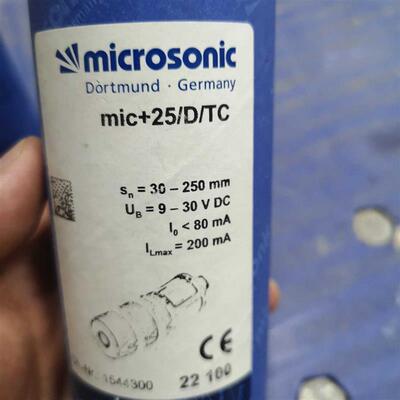 microsonic
Dortmund · Germany
mic+25/D/TC
sn = 30 – 250 mm
UB = 9 – 30 V DC
I0 < 80 mA
ILmax = 200 mA
CE
1544300 22 100